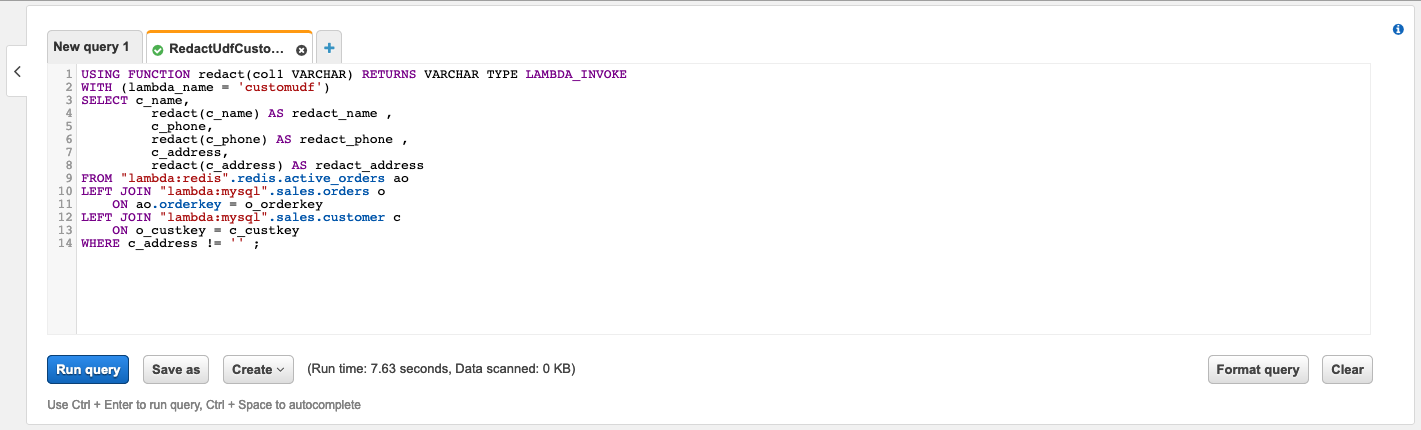 New query 1
RedactUdfCusto...
+
1 USING FUNCTION redact(col1 VARCHAR) RETURNS VARCHAR TYPE LAMBDA_INVOKE
2 WITH (lambda_name = 'customudf')
3 SELECT c_name,
4 redact(c_name) AS redact_name ,
5 c_phone,
6 redact(c_phone) AS redact_phone ,
7 c_address,
8 redact(c_address) AS redact_address
9 FROM "lambda:redis".redis.active_orders ao
10 LEFT JOIN "lambda:mysql".sales.orders o
11 ON ao.orderkey = o_orderkey
12 LEFT JOIN "lambda:mysql".sales.customer c
13 ON o_custkey = c_custkey
14 WHERE c_address != '' ;
Run query
Save as
Create
(Run time: 7.63 seconds, Data scanned: 0 KB)
Format query
Clear
Use Ctrl + Enter to run query, Ctrl + Space to autocomplete